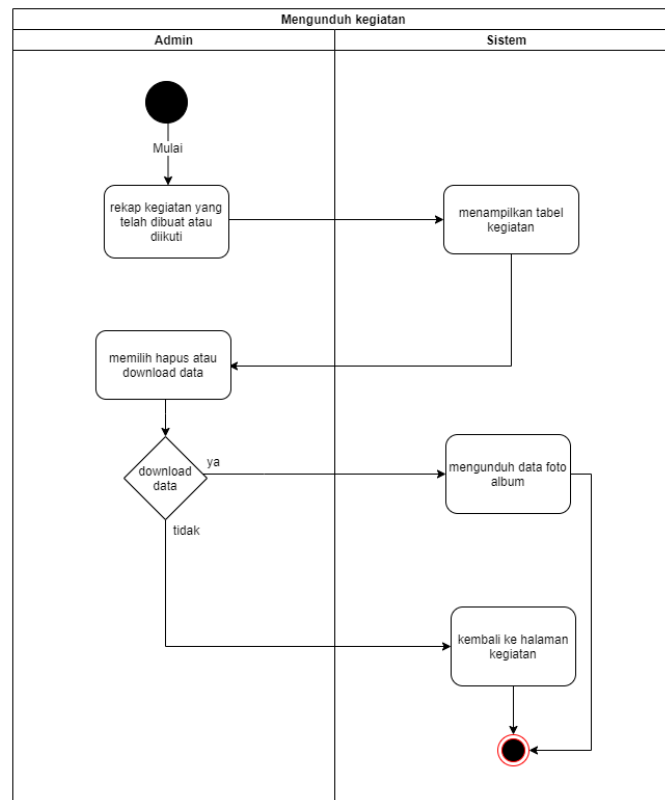 Mengunduh kegiatan
Admin
Sistem
Mulai
rekap kegiatan yang
telah dibuat atau
diikuti
menampilkan tabel
kegiatan
memilih hapus atau
download data
download
data
ya
mengunduh data foto
album
tidak
kembali ke halaman
kegiatan